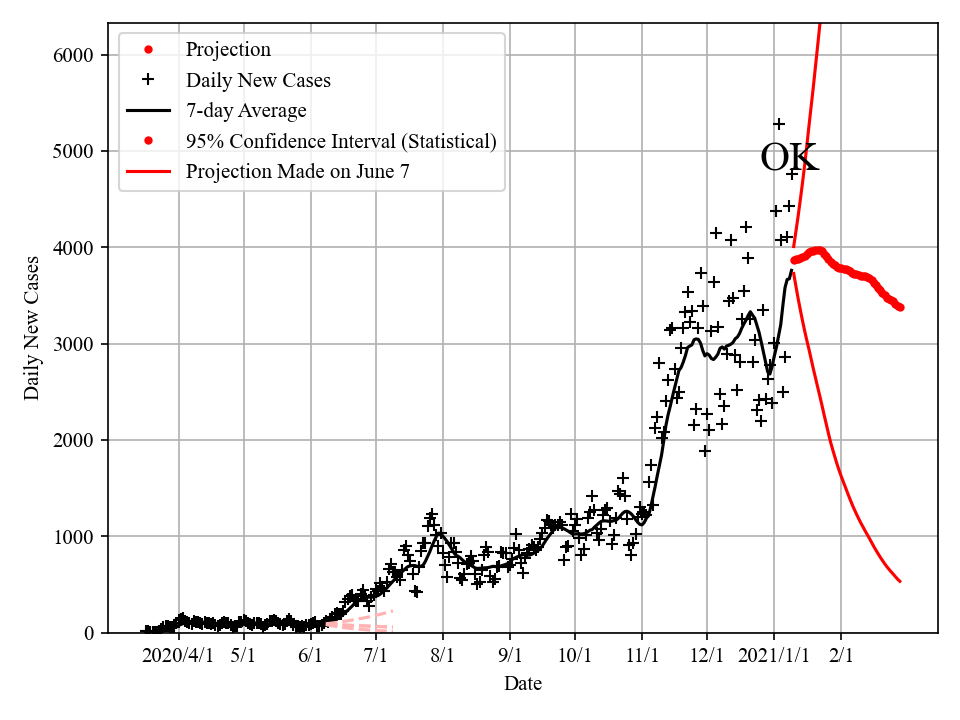 6000
5000
4000
3000
2000
1000
0
Daily New Cases
Projection
Daily New Cases
7-day Average
95% Confidence Interval (Statistical)
Projection Made on June 7
OK
2020/4/1 5/1 6/1 7/1 8/1 9/1 10/1 11/1 12/1 2021/1/1 2/1
Date